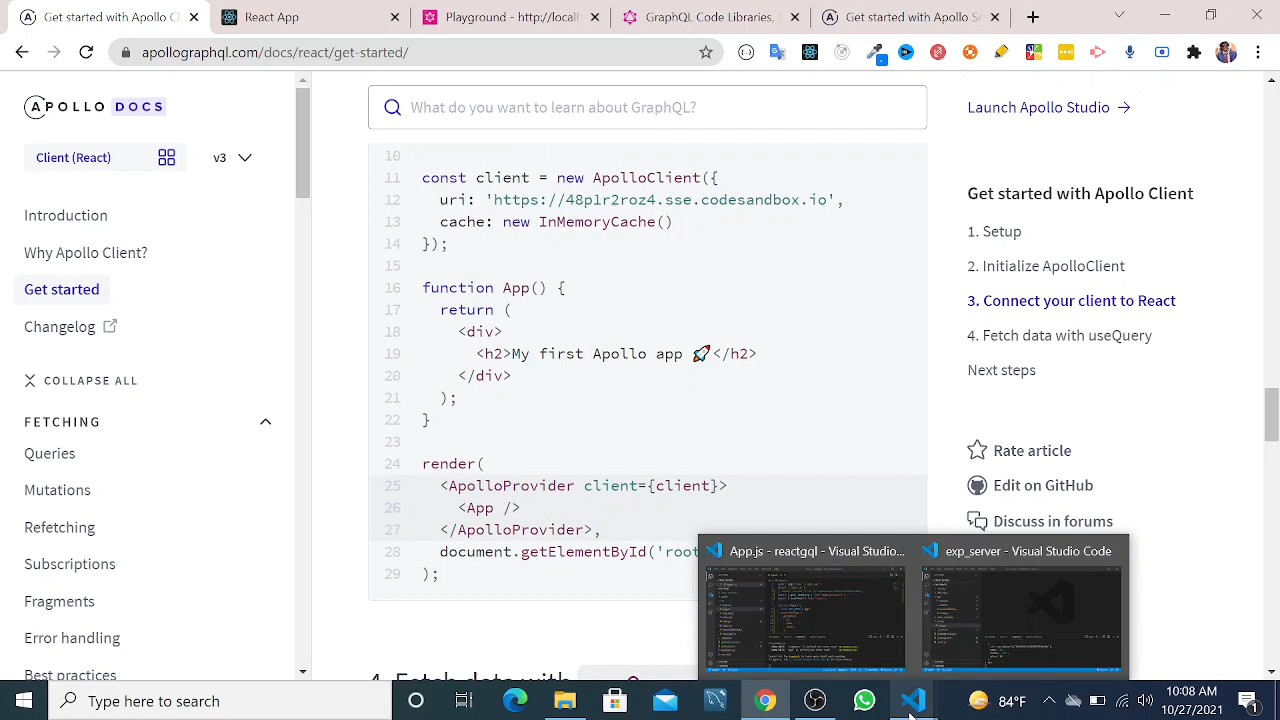 Get started with Apollo Client
React App
Playground - http://local
GraphQL
Get started with Apollo S
apollographql.com/docs/react/get-started/
APOLLO DOCS
What do you want to learn about GraphQL?
Launch Apollo Studio →
Client (React)
v3
Introduction
Why Apollo Client?
Get started
Changelog
COLLAPSE ALL
FETCHING
Queries
Mutations
Refetching
Error handling
10
11 const client = new ApolloClient({
12 uri: 'https://48p1r2roz4.sse.codesandbox.io',
13 cache: new InMemoryCache()
14 });
15
16 function App() {
17 return (
18 <div>
19 <h2>My first Apollo app 🚀</h2>
20 </div>
21 );
22 }
23
24 render(
25 <ApolloProvider client={client}>
26 <App />
27 </ApolloProvider>,
28 document.getElementById('root
29
Get started with Apollo Client
1. Setup
2. Initialize ApolloClient
3. Connect your client to React
4. Fetch data with useQuery
Next steps
Rate article
Edit on GitHub
Discuss in forums
App.js - reactgql - Visual Studio...
exp_server - Visual Studio Code
Type here to search
84°F
10:08 AM
10/27/2021